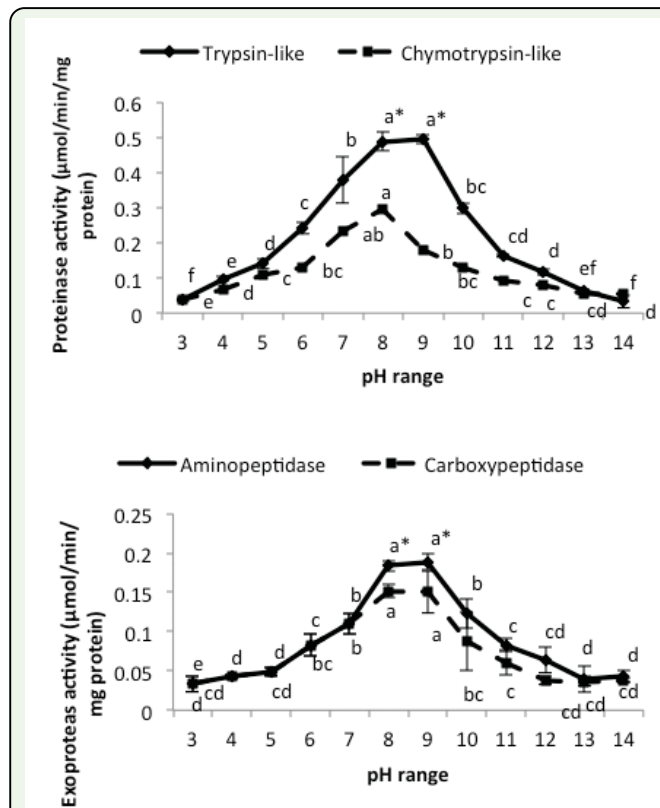 Trypsin-like Chymotrypsin-like
Proteinase activity (µmol/min/mg
protein)
0.6
0.5
0.4
0.3
0.2
0.1
0
f e d c b a* a* bc cd d ef f
e d c bc ab a b bc c c cd d
3 4 5 6 7 8 9 10 11 12 13 14
pH range
Aminopeptidase Carboxypeptidase
Exoproteas activity (µmol/min/
mg protein)
0.25
0.2
0.15
0.1
0.05
0
e d d c b a* a* b c cd d d
d cd cd bc b a a bc c cd cd cd
3 4 5 6 7 8 9 10 11 12 13 14
pH range